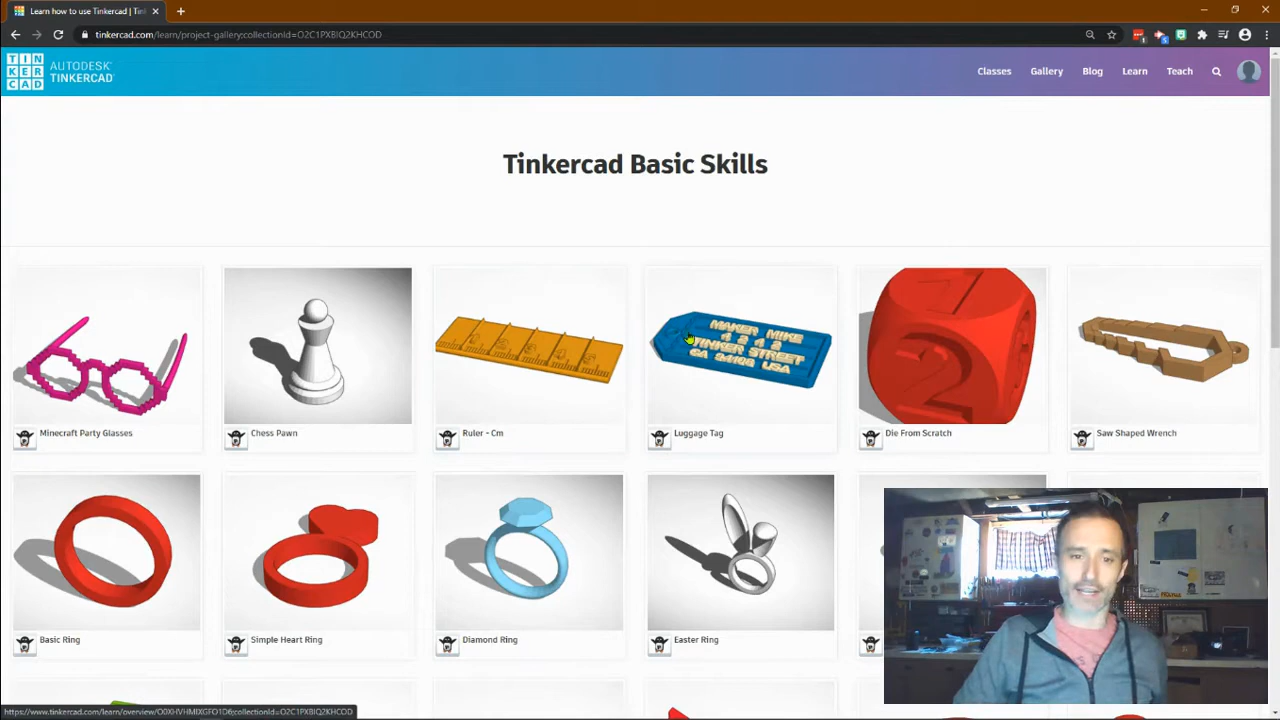 Learn how to use Tinkercad | Tin
tinkercad.com/learn/project-gallery;collectionId=O2C1PXBIQ2KHCOD
TIN
KER
CAD
AUTODESK
TINKERCAD
Classes
Gallery
Blog
Learn
Teach
Tinkercad Basic Skills
MAKER MIKE
TINKER STREET
USA
2
Minecraft Party Glasses
Chess Pawn
Ruler - Cm
Luggage Tag
Die From Scratch
Saw Shaped Wrench
Basic Ring
Simple Heart Ring
Diamond Ring
Easter Ring